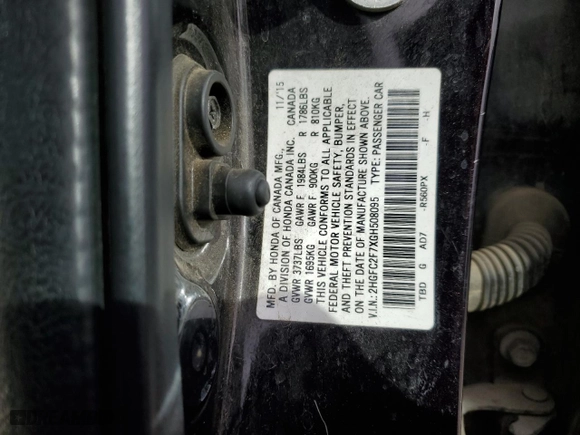 MFD. BY HONDA OF CANADA MFG., 11/15
A DIVISION OF HONDA CANADA INC. CANADA
GVWR 3737LBS GAWR F 1984LBS R 1786LBS
GVWR 1695KG GAWR F 900KG R 810KG
THIS VEHICLE CONFORMS TO ALL APPLICABLE
FEDERAL MOTOR VEHICLE SAFETY, BUMPER,
AND THEFT PREVENTION STANDARDS IN EFFECT
ON THE DATE OF MANUFACTURE SHOWN ABOVE.
V.I.N.: 2HGFC2F7XGH508095 TYPE: PASSENGER CAR
TBD G AD7 -R560PX -F -H